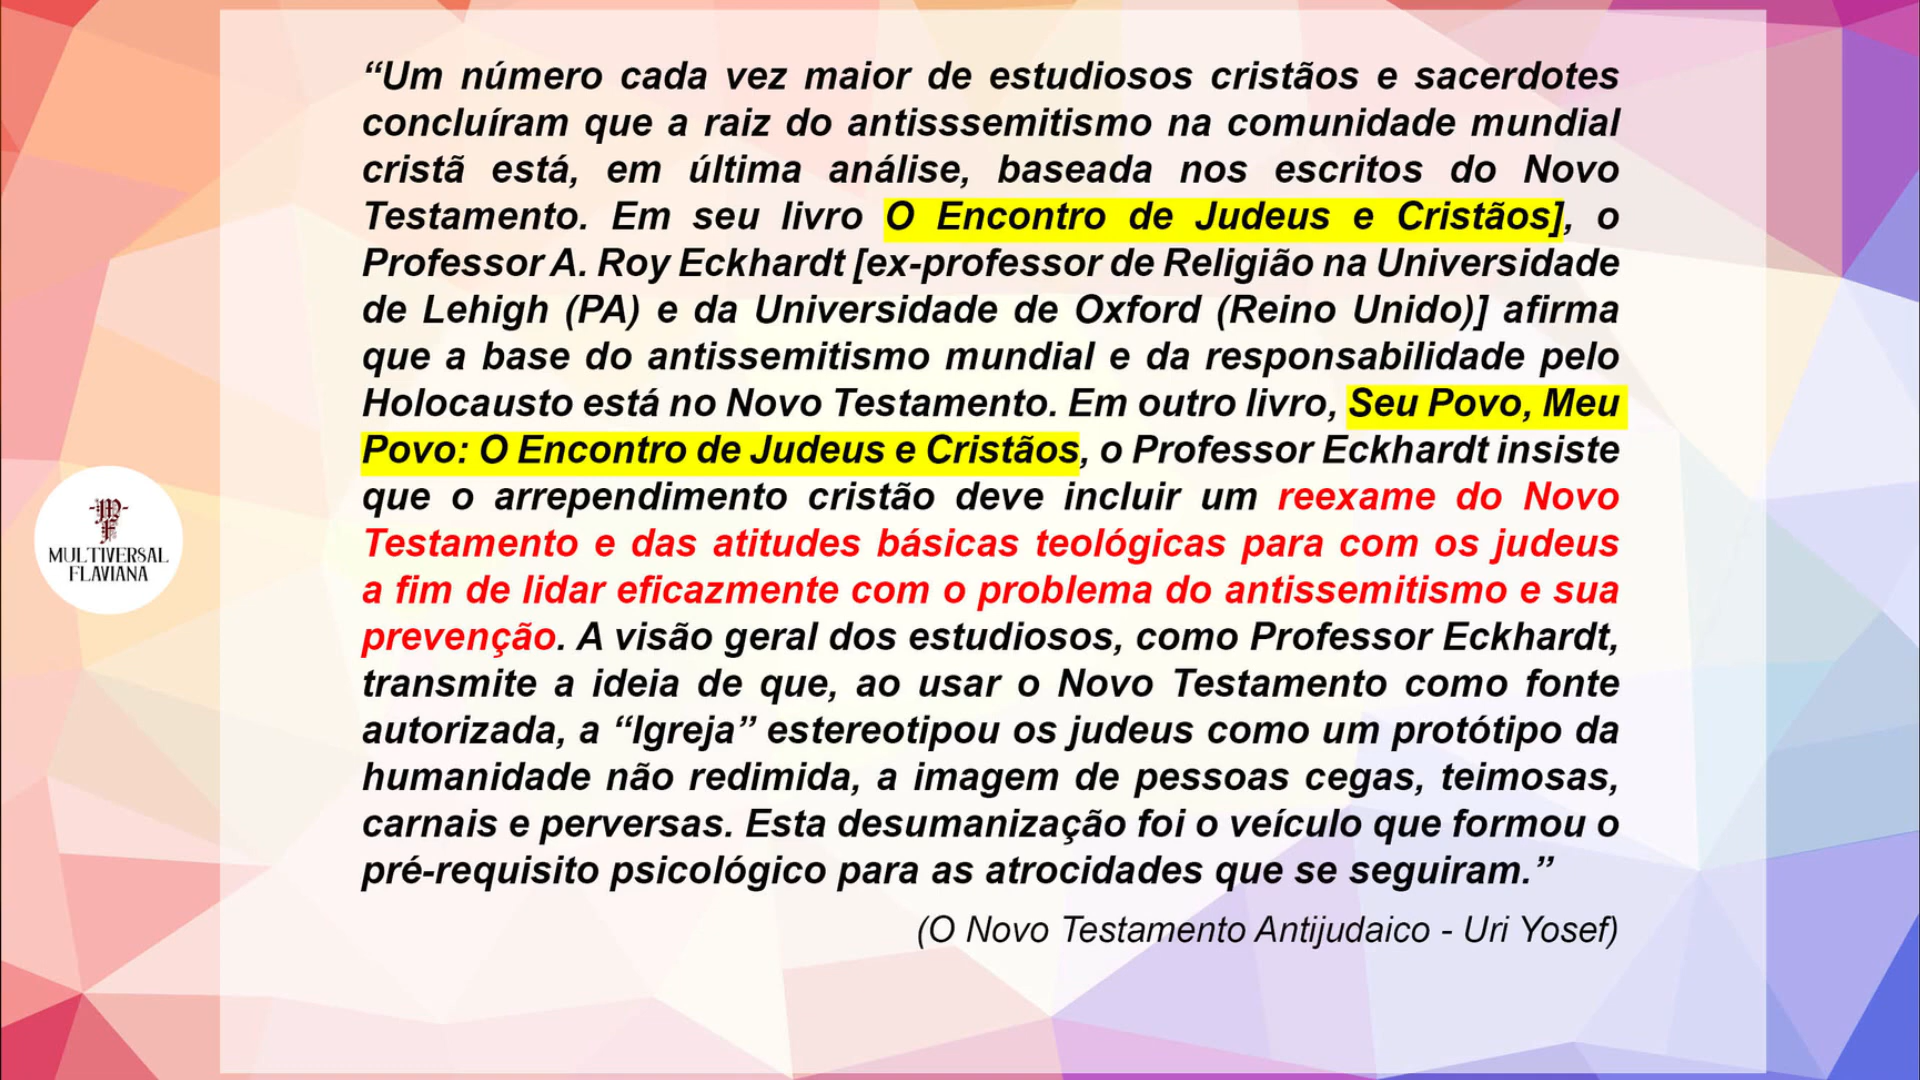 “Um número cada vez maior de estudiosos cristãos e sacerdotes
concluíram que a raiz do antisssemitismo na comunidade mundial
cristã está, em última análise, baseada nos escritos do Novo
Testamento. Em seu livro O Encontro de Judeus e Cristãos], o
Professor A. Roy Eckhardt [ex-professor de Religião na Universidade
de Lehigh (PA) e da Universidade de Oxford (Reino Unido)] afirma
que a base do antissemitismo mundial e da responsabilidade pelo
Holocausto está no Novo Testamento. Em outro livro, Seu Povo, Meu
Povo: O Encontro de Judeus e Cristãos, o Professor Eckhardt insiste
que o arrependimento cristão deve incluir um reexame do Novo
Testamento e das atitudes básicas teológicas para com os judeus
a fim de lidar eficazmente com o problema do antissemitismo e sua
prevenção. A visão geral dos estudiosos, como Professor Eckhardt,
transmite a ideia de que, ao usar o Novo Testamento como fonte
autorizada, a “Igreja” estereotipou os judeus como um protótipo da
humanidade não redimida, a imagem de pessoas cegas, teimosas,
carnais e perversas. Esta desumanização foi o veículo que formou o
pré-requisito psicológico para as atrocidades que se seguiram.”
(O Novo Testamento Antijudaico - Uri Yosef)
MF
MULTIVERSAL
FLAVIANA